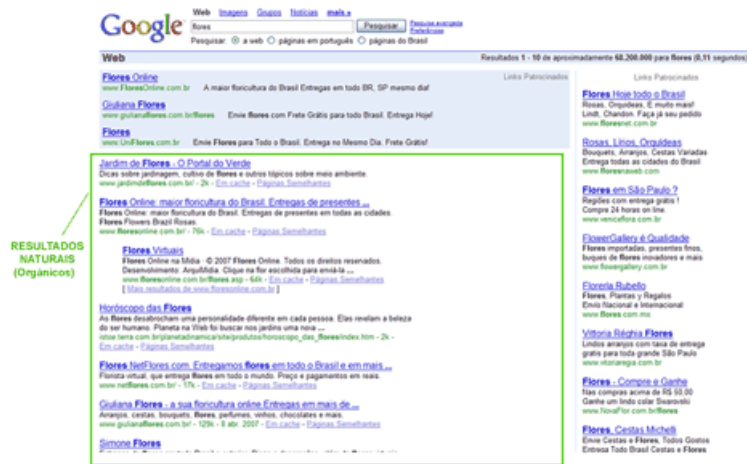 Web Imagens Grupos Notícias mais »
Google
flores
Pesquisar
Pesquisa avançada
Preferências
Pesquisar: a web páginas em português páginas do Brasil
Web
Resultados 1 - 10 de aproximadamente 68.200.000 para flores (0,11 segundos)
Flores Online
Links Patrocinados
www.FloresOnline.com.br A maior floricultura do Brasil Entregas em todo BR, SP mesmo dia!
Giuliana Flores
www.giulianaflores.com.br/flores Envie flores com Frete Grátis para todo Brasil. Entrega Hoje!
Flores
www.UniFlores.com.br Envie Flores para Todo o Brasil. Entrega no Mesmo Dia. Frete Grátis!
RESULTADOS
NATURAIS
(Orgánicos)
Jardim de Flores - O Portal do Verde
Dicas sobre jardinagem, cultivo de flores e outros tópicos sobre meio ambiente.
www.jardimdeflores.com.br/ - 2k - Em cache - Páginas Semelhantes
Flores Online: maior floricultura do Brasil. Entregas de presentes ...
Flores Online: maior floricultura do Brasil. Entregas de presentes em todas as cidades.
Flores Flowers Brazil Rosas.
www.floresonline.com.br/ - 76k - Em cache - Páginas Semelhantes
Flores Virtuais
Flores Online na Mídia · © 2007 Flores Online. Todos os direitos reservados.
Desenvolvimento: ArquiMídia. Clique na flor escolhida para enviá-la ...
www.floresonline.com.br/flores.asp - 64k - Em cache - Páginas Semelhantes
[ Mais resultados de www.floresonline.com.br ]
Horóscopo das Flores
As flores desabrocham uma personalidade diferente em cada pessoa. Elas revelam a beleza
do ser humano. Planeta na Web foi buscar nos jardins uma nova ...
Em cache - Páginas Semelhantes
Flores NetFlores.com. Entregamos flores em todo o Brasil e em mais ...
Florista virtual, que entrega flores em todo o mundo. Preço e pagamentos em reais.
www.netflores.com.br/ - 17k - Em cache - Páginas Semelhantes
Giuliana Flores - a sua floricultura online Entregas em mais de ...
Arranjos, cestas, bouquets, flores, perfumes, vinhos, chocolates e mais.
www.giulianaflores.com.br/ - 129k - 8 abr. 2007 - Em cache - Páginas Semelhantes
Simone Flores
Links Patrocinados
Flores Hoje todo o Brasil
Rosas, Orquídeas, E muito mais!
Lindt, Chandon. Faça já seu pedido
www.floresnet.com.br
Rosas, Lírios, Orquídeas
Bouquets, Arranjos, Cestas Variadas
Entrega todas as cidades do Brasil
www.floresnaweb.com
Flores em São Paulo ?
Regiões com entrega grátis !
Compre 24 horas on line.
www.veniceflora.com.br
FlowerGallery é Qualidade
Flores importadas, presentes finos,
buques de flores inovadores e mais
www.flowergallery.com.br
Florería Rubello
Flores, Plantas y Regalos
Envío Nacional e Internacional
www.flores.com.mx
Vittoria Réghia Flores
Lindos arranjos com taxa de entrega
gratis para toda grande São Paulo
www.vitoriaregia.com.br
Flores - Compre e Ganhe
Nas compras acima de R$ 50,00
Ganhe um lindo colar Swarovski
www.NovaFlor.com.br/flores
Flores, Cestas Michelli
Envie Cestas e Flores, Todos Gostos
Entrega Todo Brasil Cestas e Flores